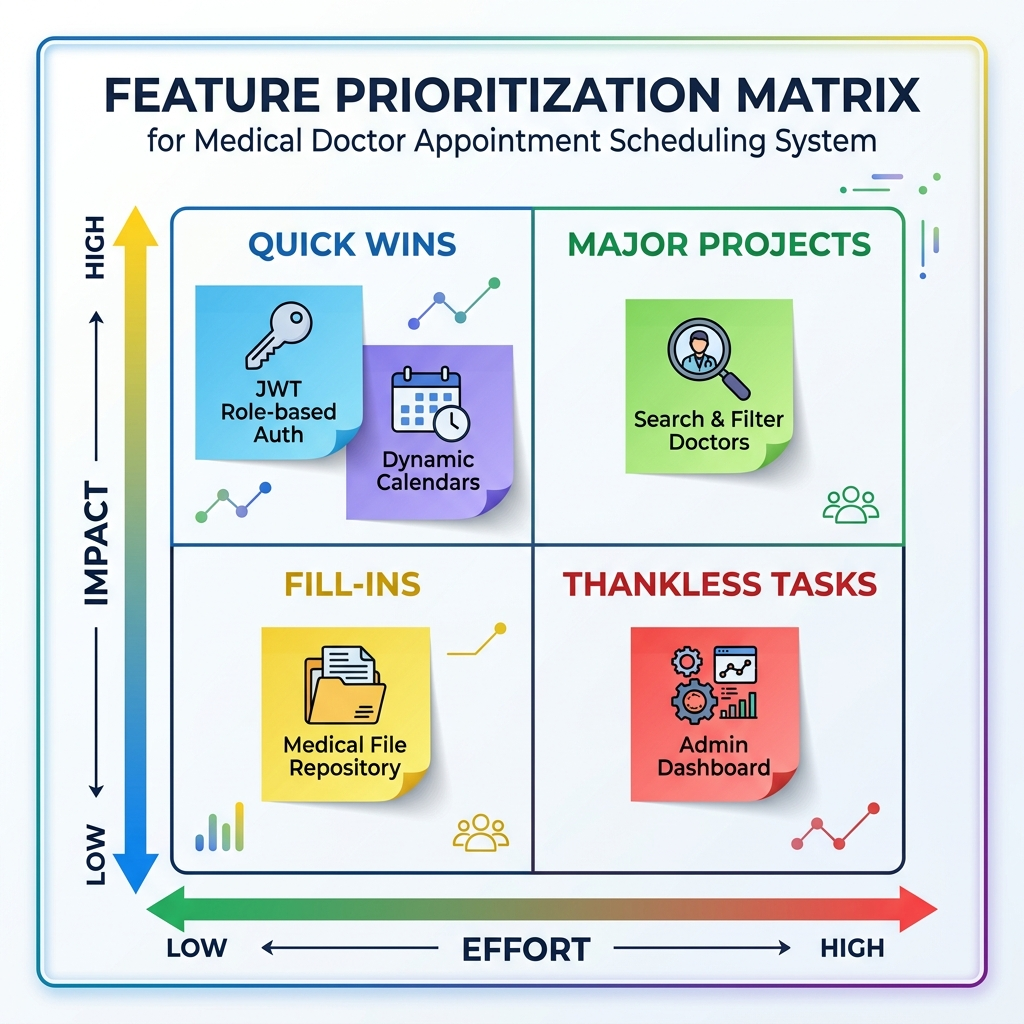 FEATURE PRIORITIZATION MATRIX
for Medical Doctor Appointment Scheduling System
HIGH
IMPACT
LOW
QUICK WINS
JWT
Role-based
Auth
Dynamic
Calendars
MAJOR PROJECTS
Search & Filter
Doctors
FILL-INS
Medical File
Repository
THANKLESS TASKS
Admin
Dashboard
LOW
EFFORT
HIGH